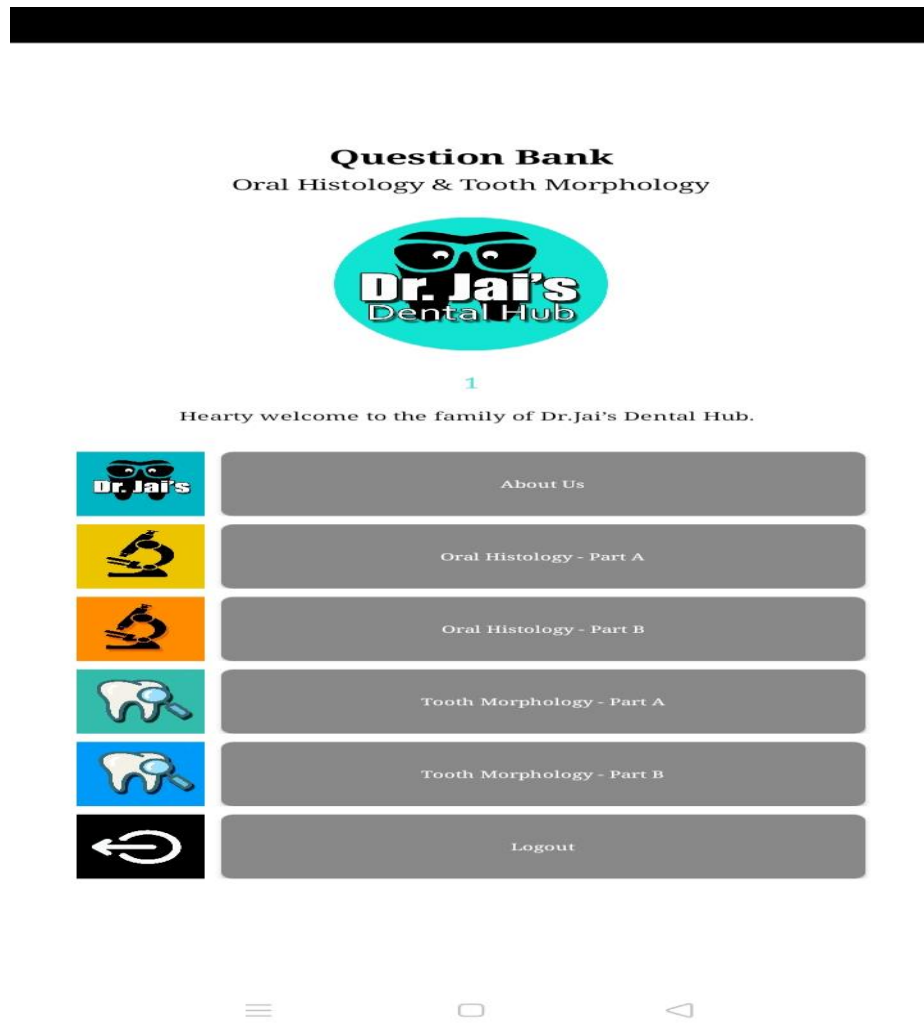 Question Bank
Oral Histology & Tooth Morphology
Dr. Jai's
Dental Hub
1
Hearty welcome to the family of Dr.Jai's Dental Hub.
Dr. Jai's
About Us
Oral Histology - Part A
Oral Histology - Part B
Tooth Morphology - Part A
Tooth Morphology - Part B
Logout